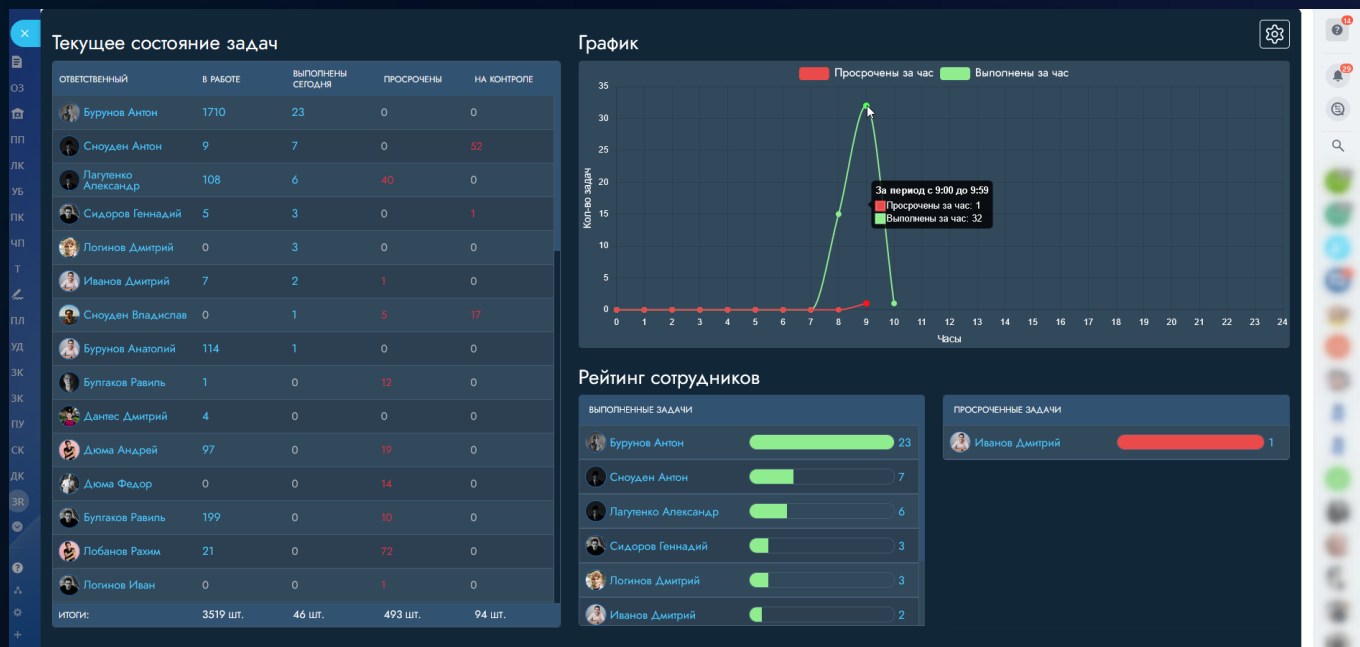 Текущее состояние задач
ОТВЕТСТВЕННЫЙ В РАБОТЕ ВЫПОЛНЕНЫ СЕГОДНЯ ПРОСРОЧЕНЫ НА КОНТРОЛЕ
Бурунов Антон 1710 23 0 0
Сноуден Антон 9 7 0 52
Лагутенко Александр 108 6 40 0
Сидоров Геннадий 5 3 0 1
Логинов Дмитрий 0 3 0 0
Иванов Дмитрий 7 2 1 0
Сноуден Владислав 0 1 5 17
Бурунов Анатолий 114 1 0 0
Булгаков Равиль 1 0 12 0
Дантес Дмитрий 4 0 0 0
Дюма Андрей 97 0 19 0
Дюма Федор 0 0 14 0
Булгаков Равиль 199 0 10 0
Лобанов Рахим 21 0 72 0
Логинов Иван 0 0 1 0
ИТОГИ: 3519 шт. 46 шт. 493 шт. 94 шт.
График
Просрочены за час Выполнены за час
35
30
25
20
15
10
5
0
Кол-во задач
За период с 9:00 до 9:59
Просрочены за час: 1
Выполнены за час: 32
0 1 2 3 4 5 6 7 8 9 10 11 12 13 14 15 16 17 18 19 20 21 22 23 24
Часы
Рейтинг сотрудников
ВЫПОЛНЕННЫЕ ЗАДАЧИ
Бурунов Антон 23
Сноуден Антон 7
Лагутенко Александр 6
Сидоров Геннадий 3
Логинов Дмитрий 3
Иванов Дмитрий 2
ПРОСРОЧЕННЫЕ ЗАДАЧИ
Иванов Дмитрий 1
ОЗ
ПП
ЛК
УБ
ПК
ЧП
Т
ПЛ
УД
ЗК
ЗК
ПУ
СК
ДК
3R
14
29